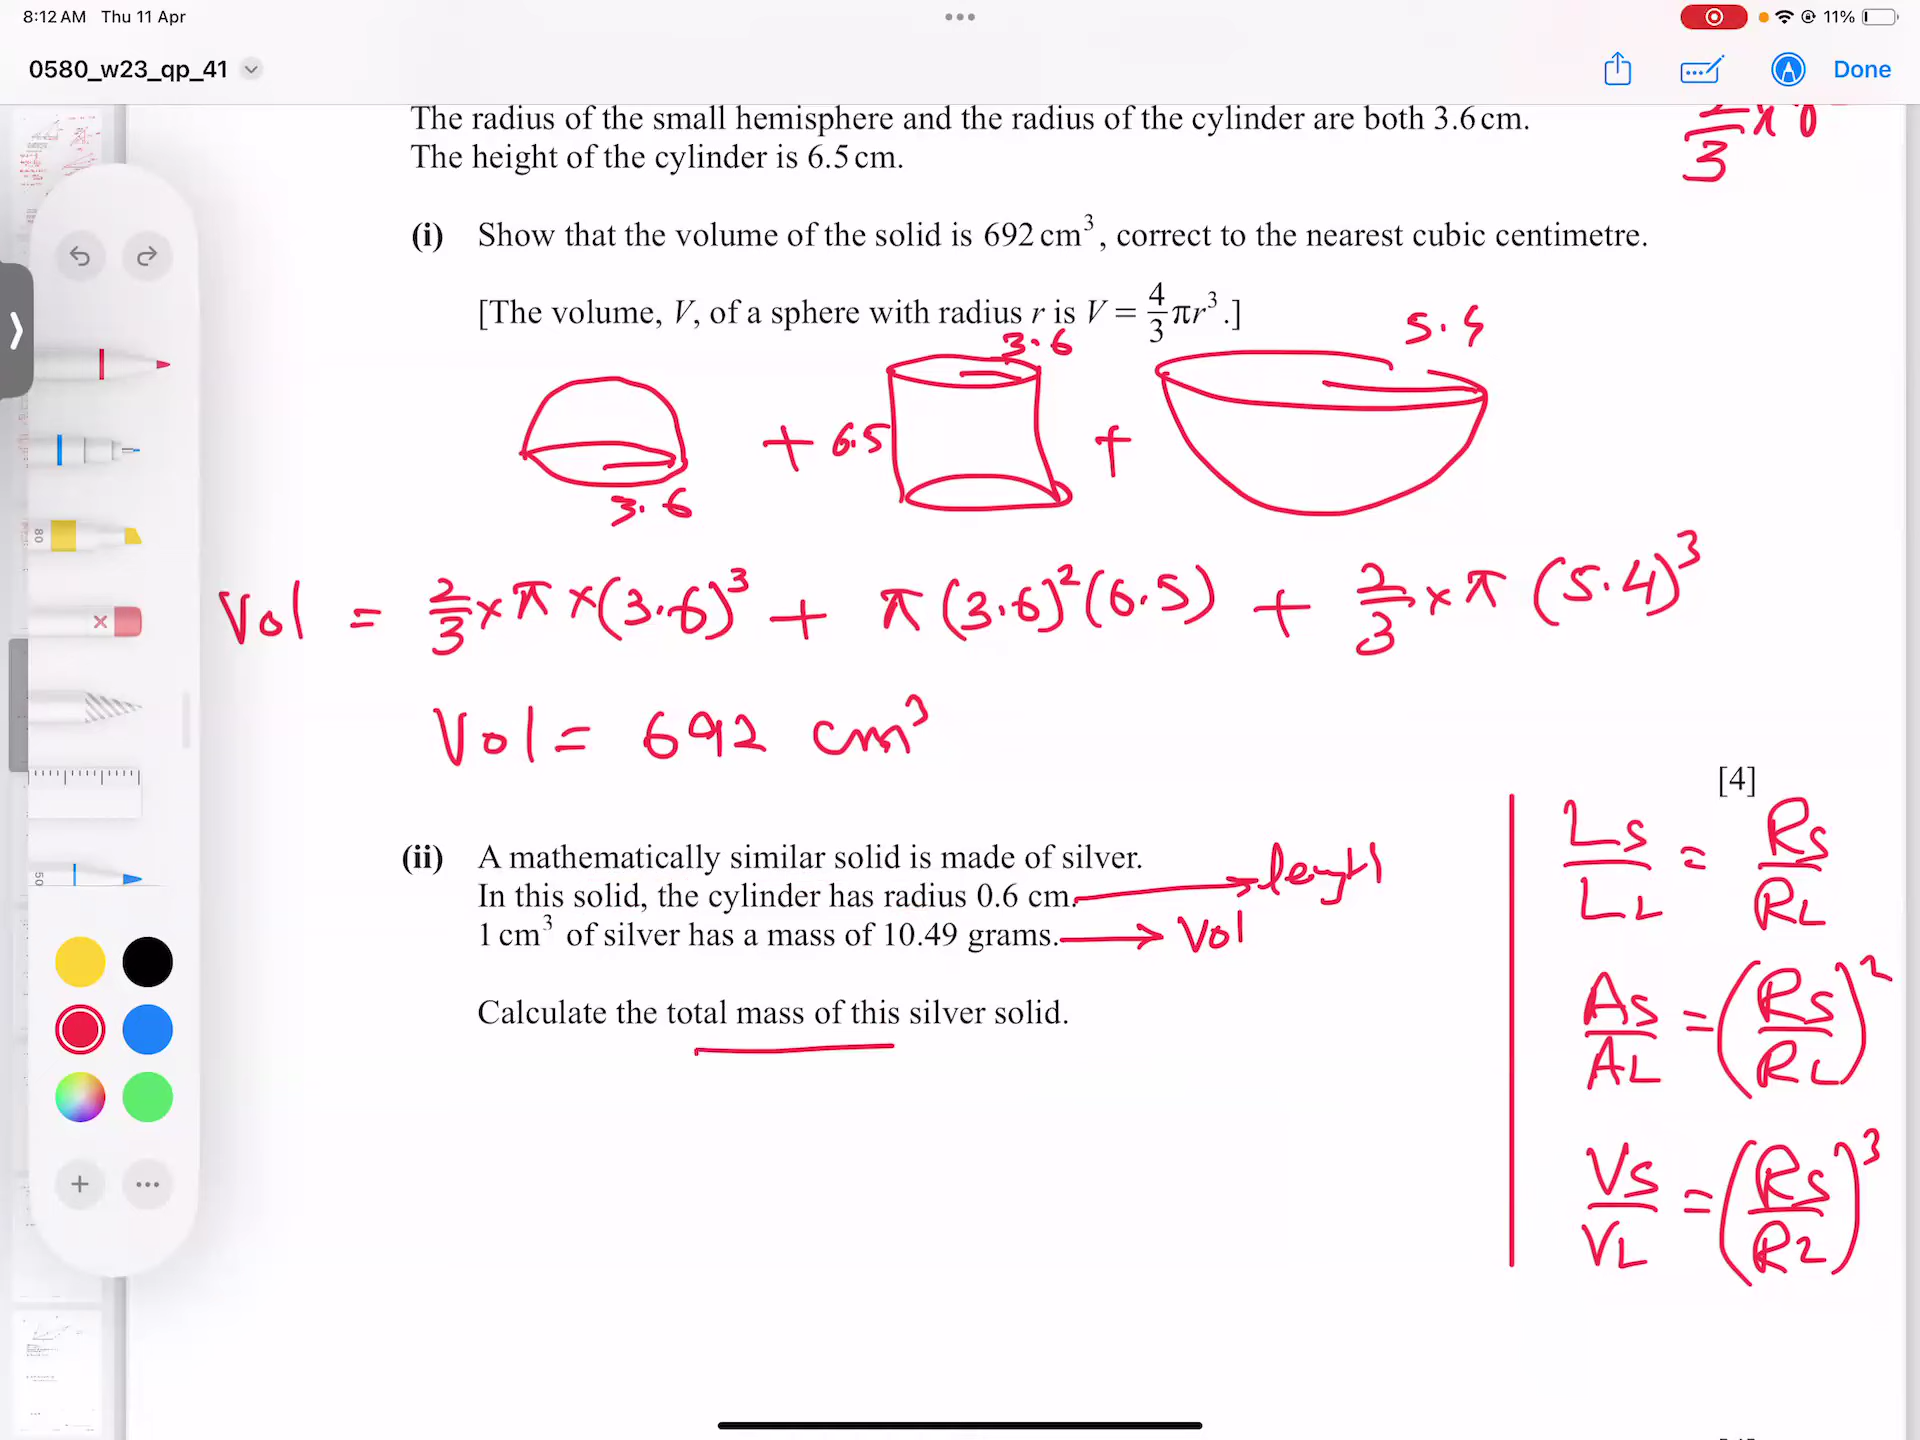 8:12 AM Thu 11 Apr
11%
0580_w23_qp_41
Done
The radius of the small hemisphere and the radius of the cylinder are both 3.6 cm.
2/3 × 
The height of the cylinder is 6.5 cm.
(i) Show that the volume of the solid is 692 cm³, correct to the nearest cubic centimetre.
[The volume, V, of a sphere with radius r is V = 4/3 πr³.]
3.6
5.4
+ 6.5
+
3.6
Vol = 2/3 × π × (3.6)³ + π (3.6)² (6.5) + 2/3 × π (5.4)³
Vol = 692 cm³
[4]
Ls/LL = Rs/RL
(ii) A mathematically similar solid is made of silver.
In this solid, the cylinder has radius 0.6 cm. → length
1 cm³ of silver has a mass of 10.49 grams. → Vol
Calculate the total mass of this silver solid.
As/AL = (Rs/RL)²
Vs/VL = (Rs/R2)³
80
50